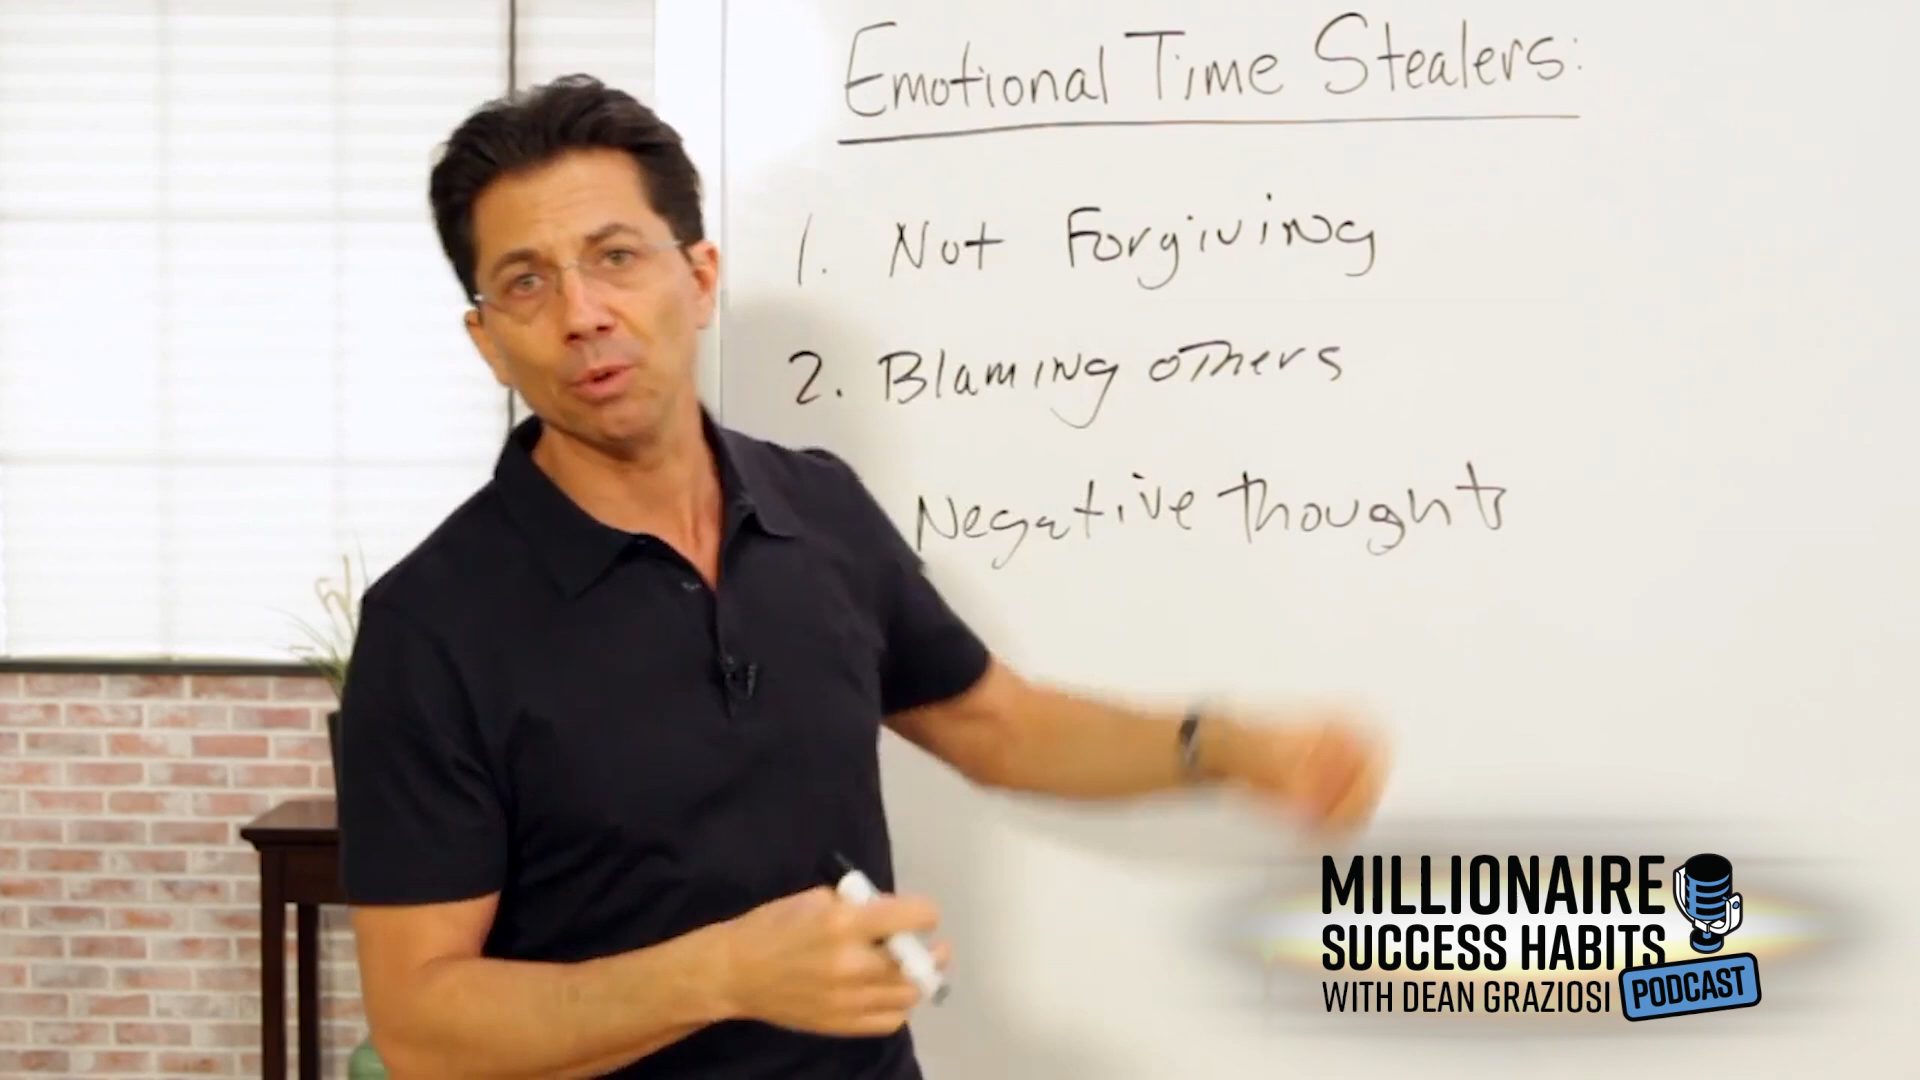 Emotional Time Stealers:
1. Not Forgiving
2. Blaming others
Negative thoughts
MILLIONAIRE
SUCCESS HABITS
WITH DEAN GRAZIOSI
PODCAST